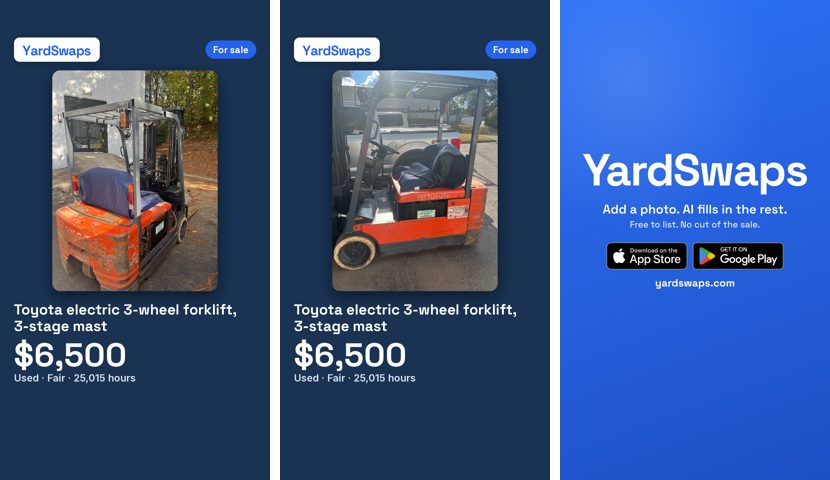 YardSwaps
For sale
Toyota electric 3-wheel forklift,
3-stage mast
$6,500
Used · Fair · 25,015 hours
YardSwaps
For sale
TOYOTA
Toyota electric 3-wheel forklift,
3-stage mast
$6,500
Used · Fair · 25,015 hours
YardSwaps
Add a photo. AI fills in the rest.
Free to list. No cut of the sale.
Download on the
App Store
GET IT ON
Google Play
yardswaps.com